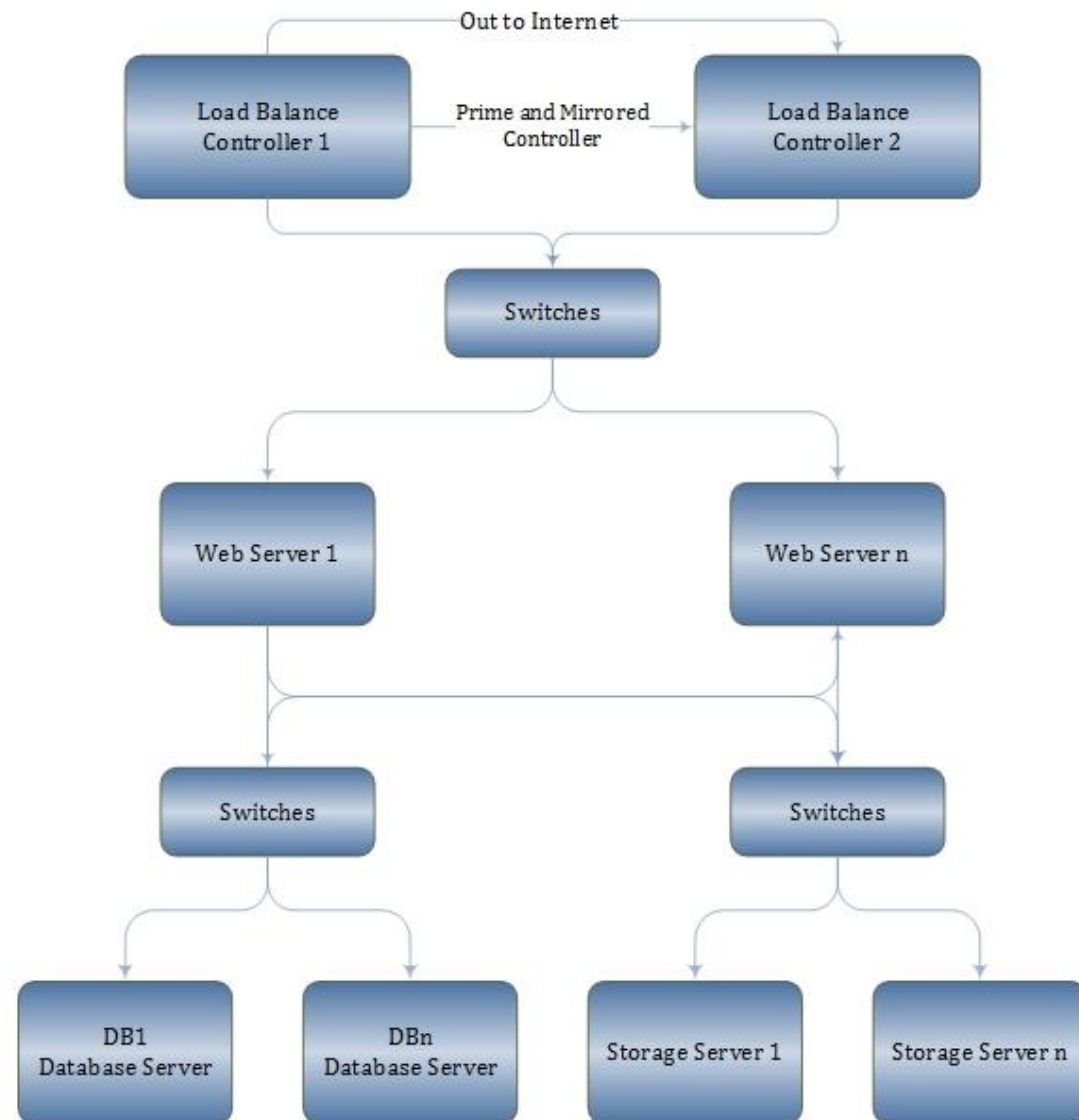 Out to Internet
Load Balance
Controller 1
Prime and Mirrored
Controller
Load Balance
Controller 2
Switches
Web Server 1
Web Server n
Switches
Switches
DB1
Database Server
DBn
Database Server
Storage Server 1
Storage Server n